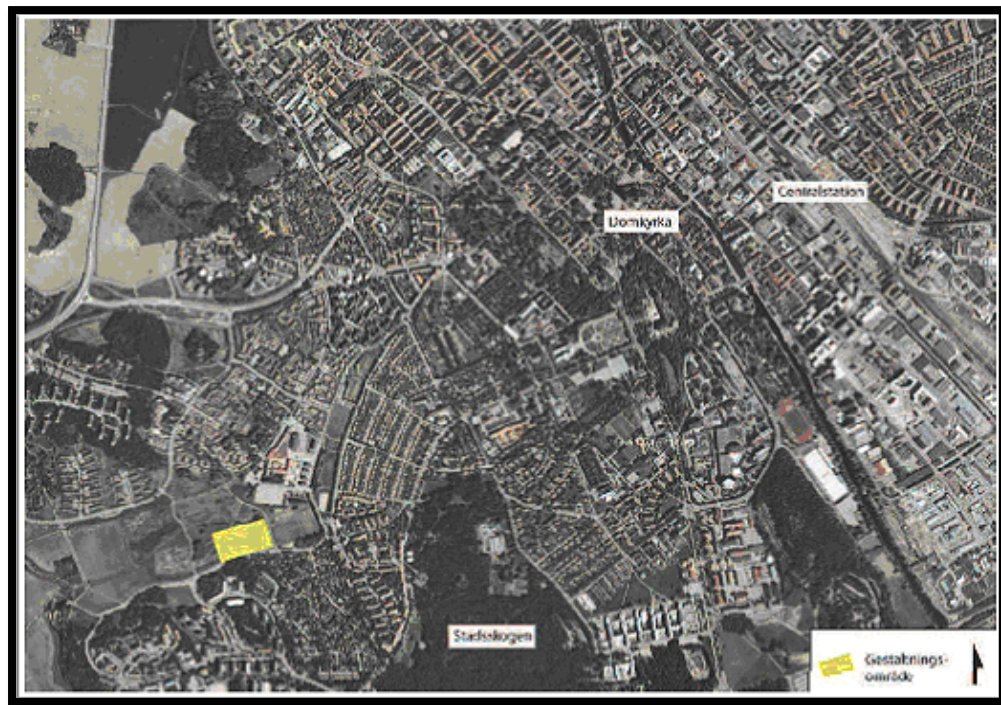 Centralstation
Domkyrka
Stadsskogen
Gestaltnings-
område